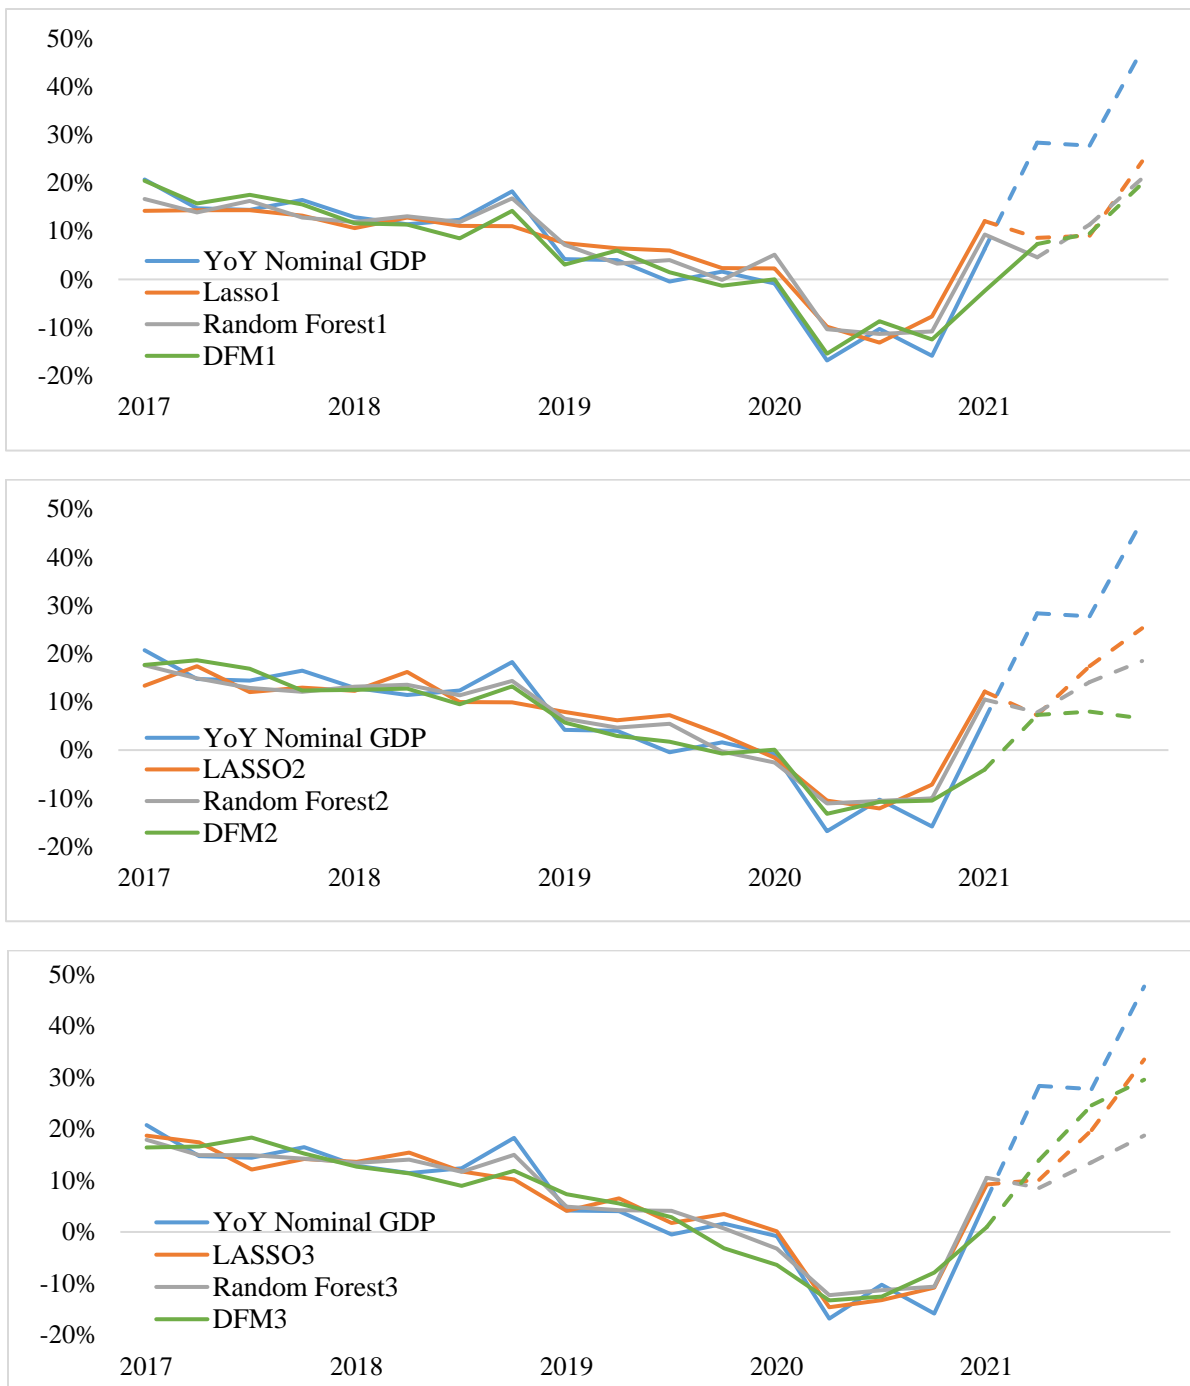 50%
40%
30%
20%
10%
0%
-10%
-20%
YoY Nominal GDP
Lasso1
Random Forest1
DFM1
2017 2018 2019 2020 2021
50%
40%
30%
20%
10%
0%
-10%
-20%
YoY Nominal GDP
LASSO2
Random Forest2
DFM2
2017 2018 2019 2020 2021
50%
40%
30%
20%
10%
0%
-10%
-20%
YoY Nominal GDP
LASSO3
Random Forest3
DFM3
2017 2018 2019 2020 2021